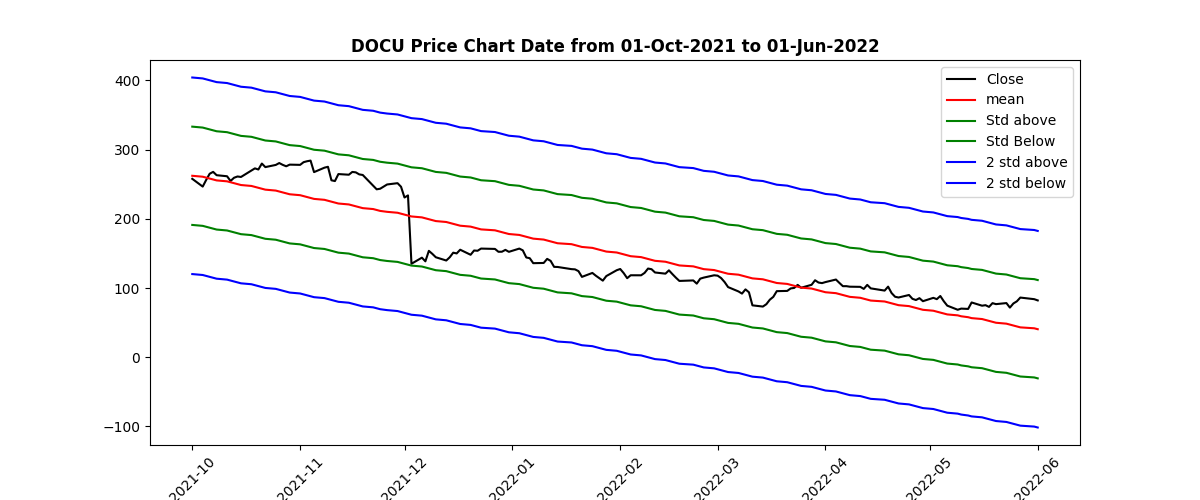 DOCU Price Chart Date from 01-Oct-2021 to 01-Jun-2022
Close
mean
Std above
Std Below
2 std above
2 std below
400
300
200
100
0
−100
2021-10
2021-11
2021-12
2022-01
2022-02
2022-03
2022-04
2022-05
2022-06